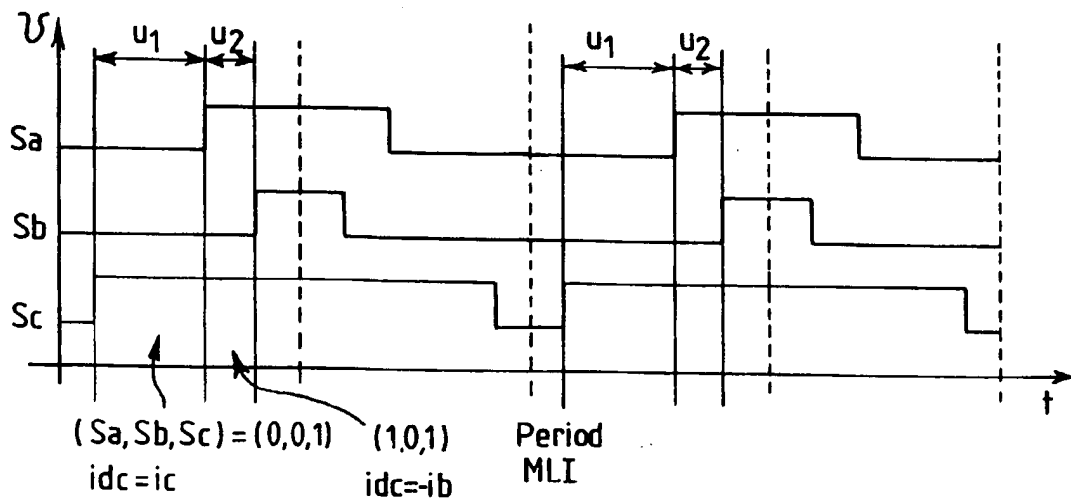 υ
u1 u2 u1 u2
Sa
Sb
Sc
t
(Sa,Sb,Sc)=(0,0,1) (1,0,1) Period
idc=ic idc=-ib MLI